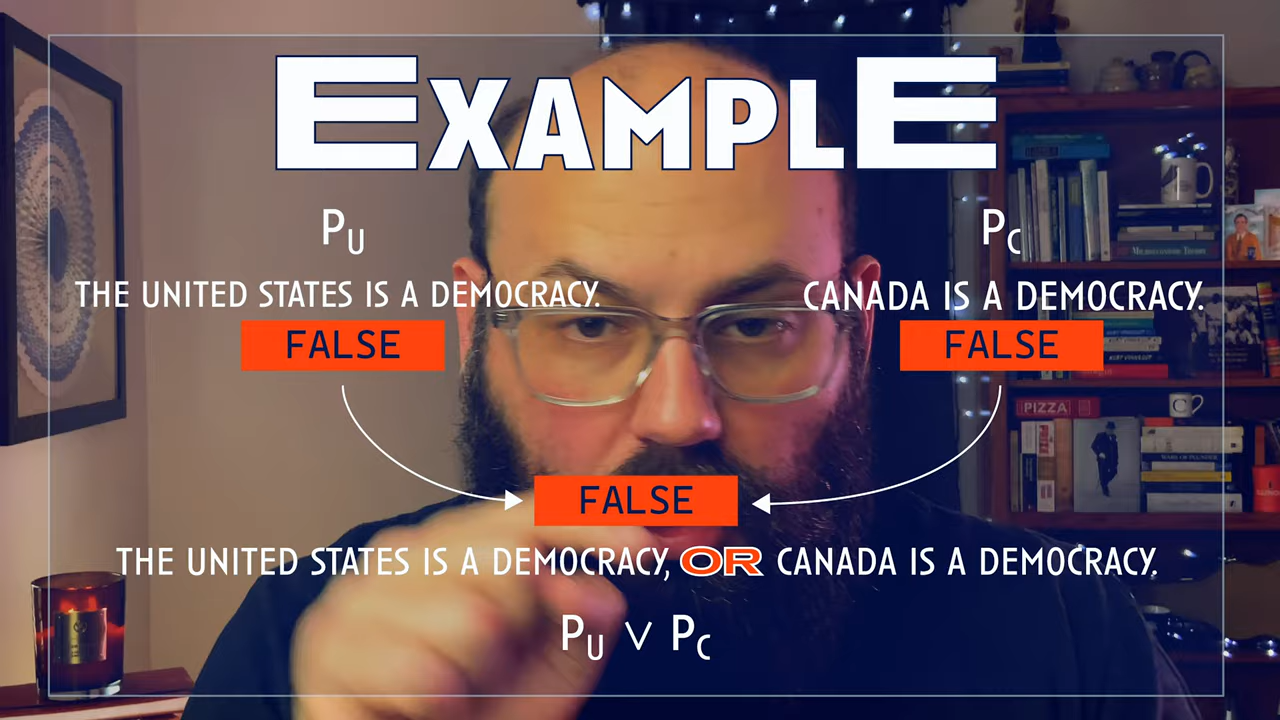 EXAMPLE
PU
PC
THE UNITED STATES IS A DEMOCRACY.
CANADA IS A DEMOCRACY.
FALSE
FALSE
PIZZA
FALSE
THE UNITED STATES IS A DEMOCRACY, OR CANADA IS A DEMOCRACY.
PU ∨ PC